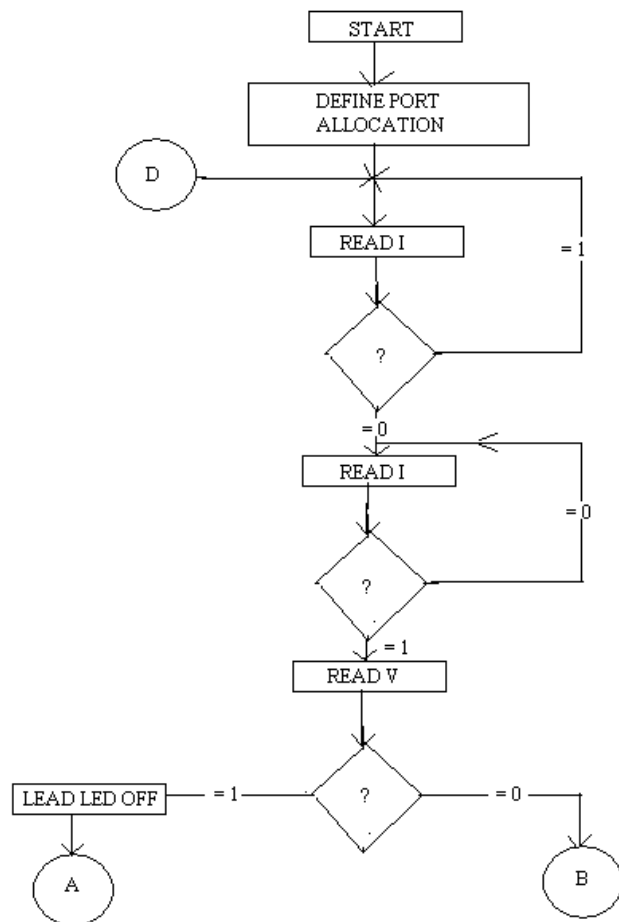 START
DEFINE PORT
ALLOCATION
D
READ I
= 1
?
= 0
READ I
= 0
?
= 1
READ V
LEAD LED OFF
= 1
?
= 0
A
B